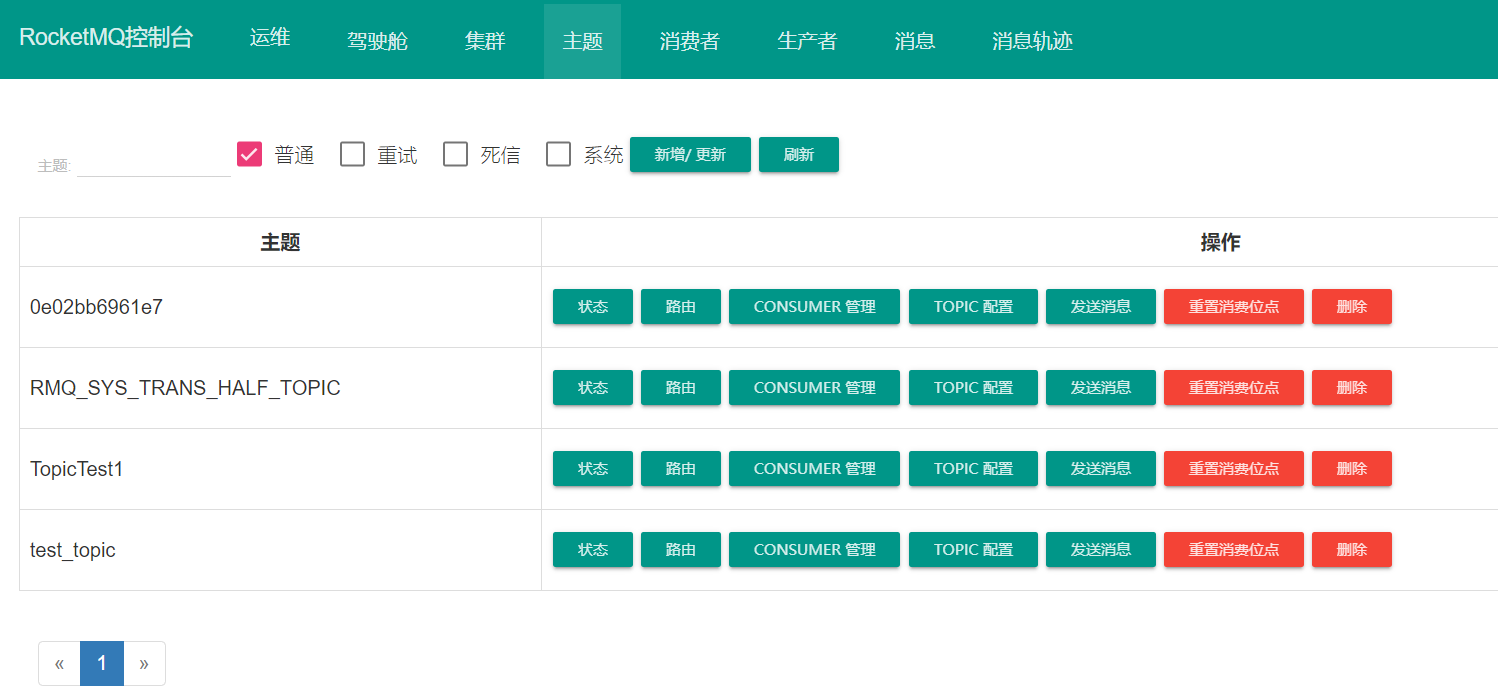 RocketMQ控制台 运维 驾驶舱 集群 主题 消费者 生产者 消息 消息轨迹
主题: 普通 重试 死信 系统 新增/ 更新 刷新
主题 操作
0e02bb6961e7 状态 路由 CONSUMER 管理 TOPIC 配置 发送消息 重置消费位点 删除
RMQ_SYS_TRANS_HALF_TOPIC 状态 路由 CONSUMER 管理 TOPIC 配置 发送消息 重置消费位点 删除
TopicTest1 状态 路由 CONSUMER 管理 TOPIC 配置 发送消息 重置消费位点 删除
test_topic 状态 路由 CONSUMER 管理 TOPIC 配置 发送消息 重置消费位点 删除
« 1 »